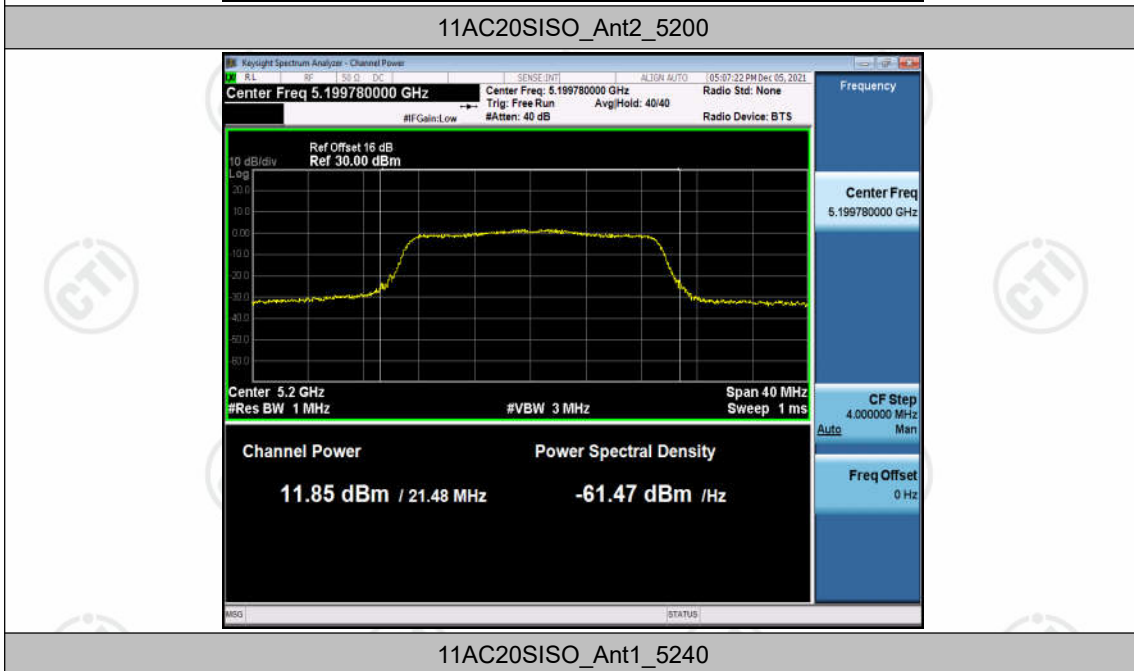 11AC20SISO_Ant2_5200
Keysight Spectrum Analyzer - Channel Power
RL RF 50 Ω DC SENSE:INT ALIGN AUTO 05:07:22 PM Dec 05, 2021
Center Freq 5.199780000 GHz Center Freq: 5.199780000 GHz Radio Std: None
Trig: Free Run Avg|Hold: 40/40
#IFGain:Low #Atten: 40 dB Radio Device: BTS
Frequency
Ref Offset 16 dB
10 dB/div Ref 30.00 dBm
Log
20.0
10.0
0.00
-10.0
-20.0
-30.0
-40.0
-50.0
-60.0
Center 5.2 GHz Span 40 MHz
#Res BW 1 MHz #VBW 3 MHz Sweep 1 ms
Center Freq
5.199780000 GHz
CF Step
4.000000 MHz
Auto Man
Freq Offset
0 Hz
Channel Power Power Spectral Density
11.85 dBm / 21.48 MHz -61.47 dBm /Hz
MSG STATUS
CTI CTI
11AC20SISO_Ant1_5240